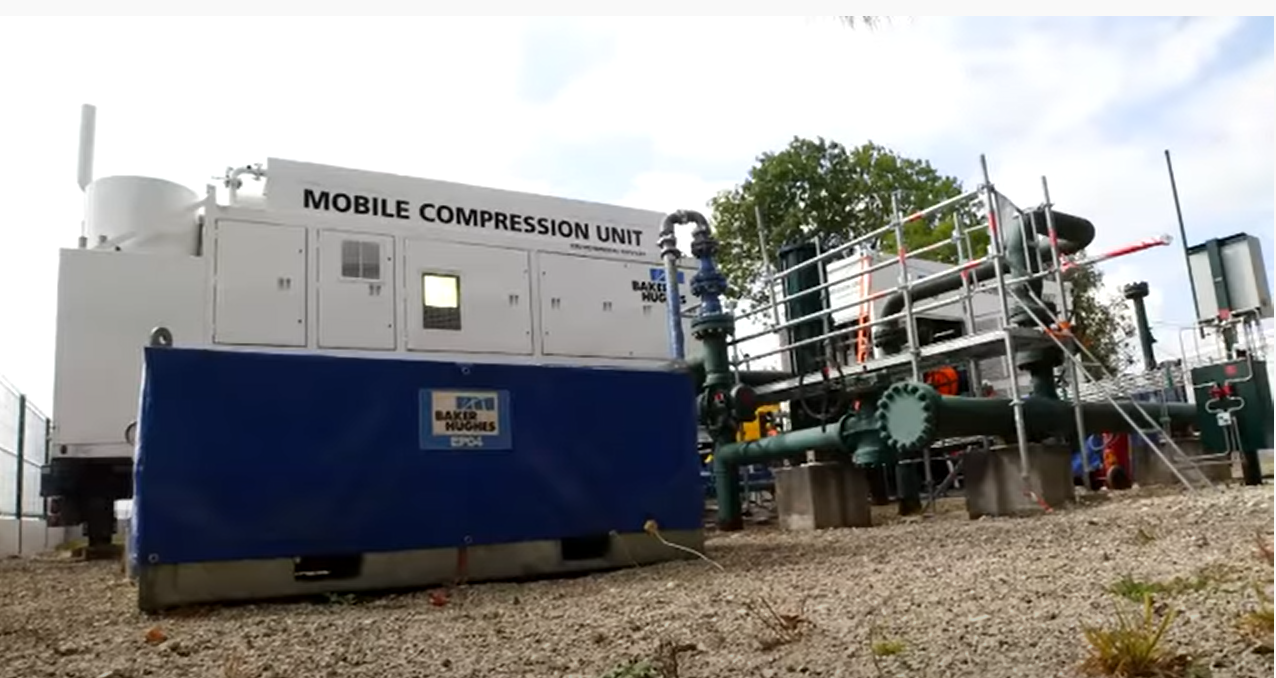 MOBILE COMPRESSION UNIT
BAKER
HUGHES
BAKER
HUGHES
EP04